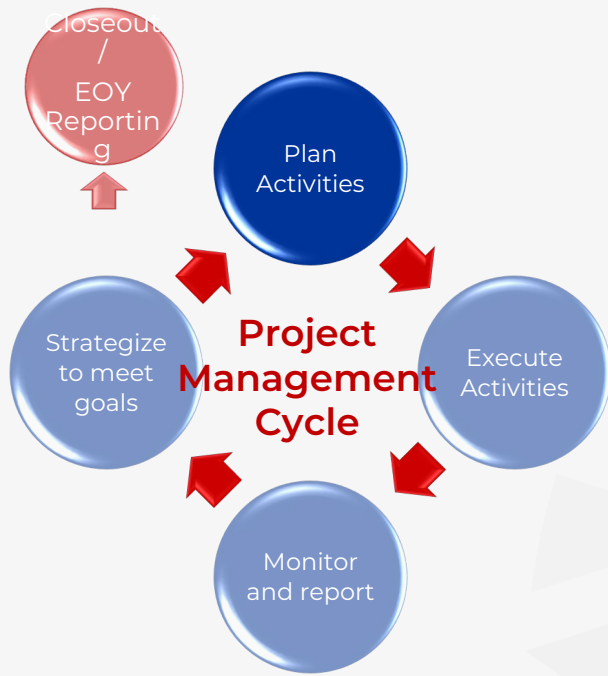 Closeout
/
EOY
Reportin
g
Plan
Activities
Execute
Activities
Monitor
and report
Strategize
to meet
goals
Project
Management
Cycle